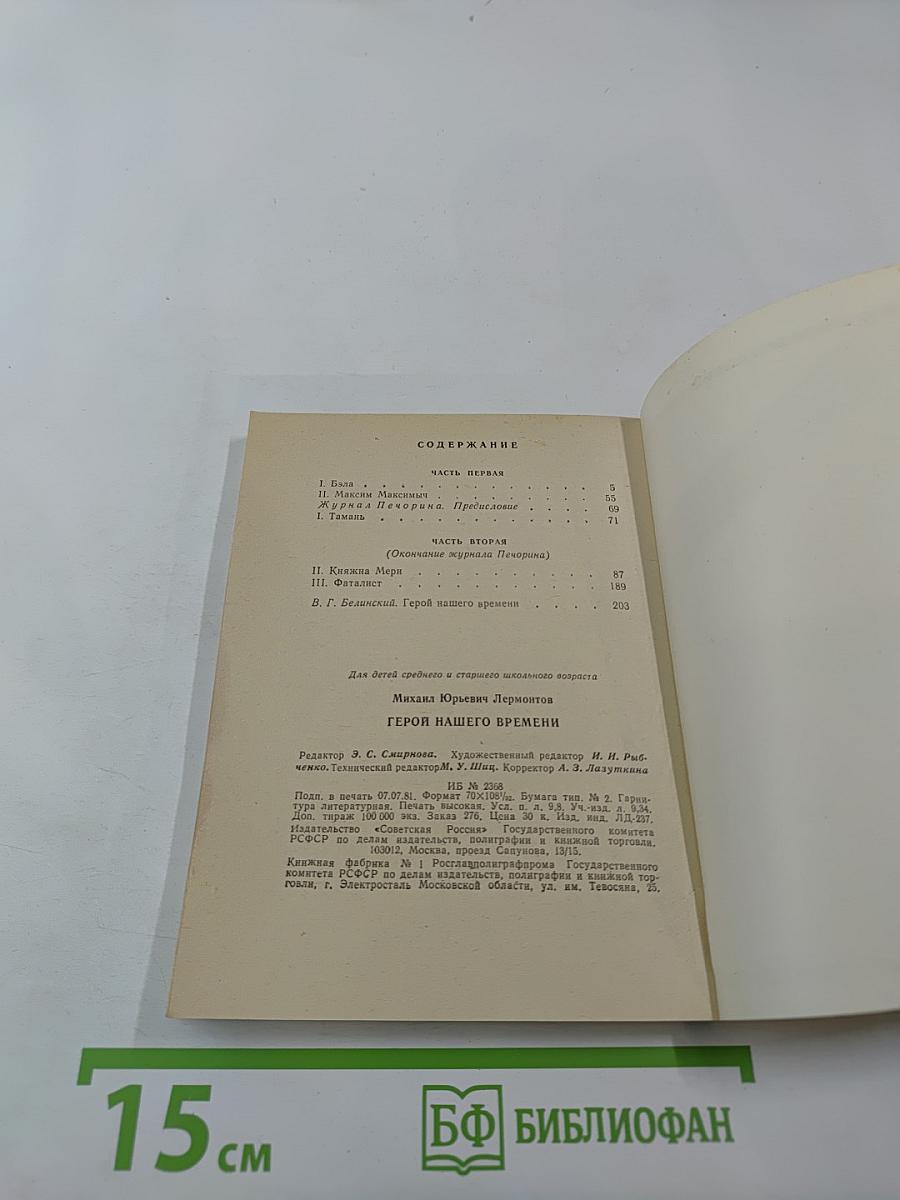 СОДЕРЖАНИЕ
ЧАСТЬ ПЕРВАЯ
I. Бэла . . . . . . . . . . . . . 5
II. Максим Максимыч . . . . . . . . . 55
Журнал Печорина. Предисловие . . . . 69
I. Тамань . . . . . . . . . . . . 71
ЧАСТЬ ВТОРАЯ
(Окончание журнала Печорина)
II. Княжна Мери . . . . . . . . . . 87
III. Фаталист . . . . . . . . . . . 189
В. Г. Белинский. Герой нашего времени . . . . 203
Для детей среднего и старшего школьного возраста
Михаил Юрьевич Лермонтов
ГЕРОЙ НАШЕГО ВРЕМЕНИ
Редактор Э. С. Смирнова. Художественный редактор И. И. Рыб-
ченко. Технический редактор М. У. Шиц. Корректор А. З. Лазуткина
ИБ № 2368
Подп. в печать 07.07.81. Формат 70×108¹/₃₂. Бумага тип. № 2. Гарни-
тура литературная. Печать высокая. Усл. п. л. 9,8. Уч.-изд. л. 9,34.
Доп. тираж 100 000 экз. Заказ 276. Цена 30 к. Изд. инд. ЛД-237.
Издательство «Советская Россия» Государственного комитета
РСФСР по делам издательств, полиграфии и книжной торговли.
103012, Москва, проезд Сапунова, 13/15.
Книжная фабрика № 1 Росглавполиграфпрома Государственного
комитета РСФСР по делам издательств, полиграфии и книжной тор-
говли, г. Электросталь Московской области, ул. им. Тевосяна, 25.
15 см
БФ БИБЛИОФАН